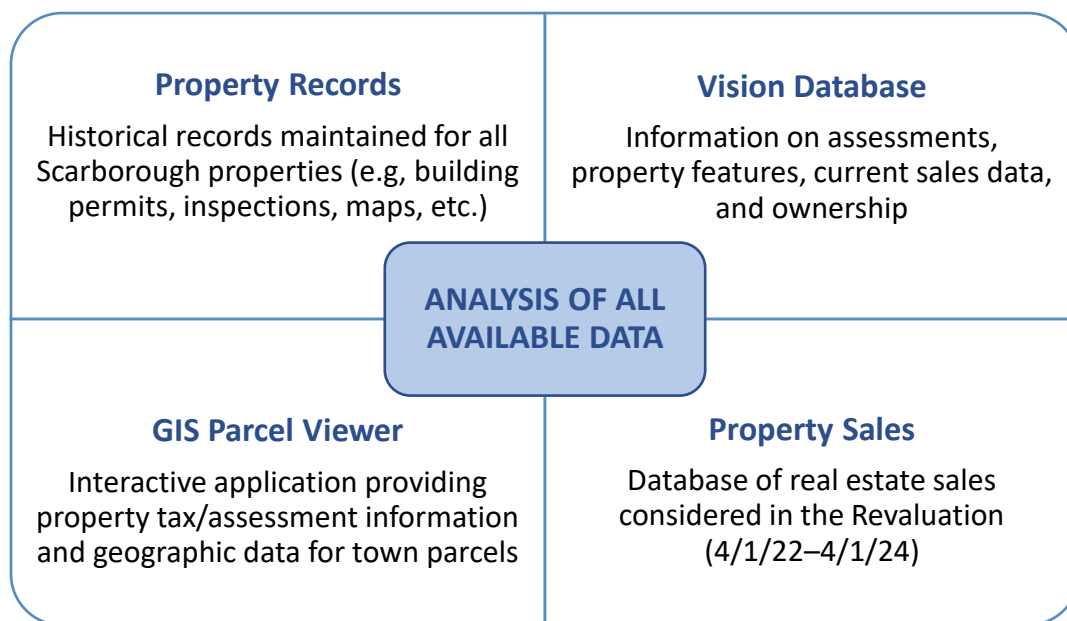 Property Records
Historical records maintained for all
Scarborough properties (e.g, building
permits, inspections, maps, etc.)
Vision Database
Information on assessments,
property features, current sales data,
and ownership
ANALYSIS OF ALL
AVAILABLE DATA
GIS Parcel Viewer
Interactive application providing
property tax/assessment information
and geographic data for town parcels
Property Sales
Database of real estate sales
considered in the Revaluation
(4/1/22–4/1/24)